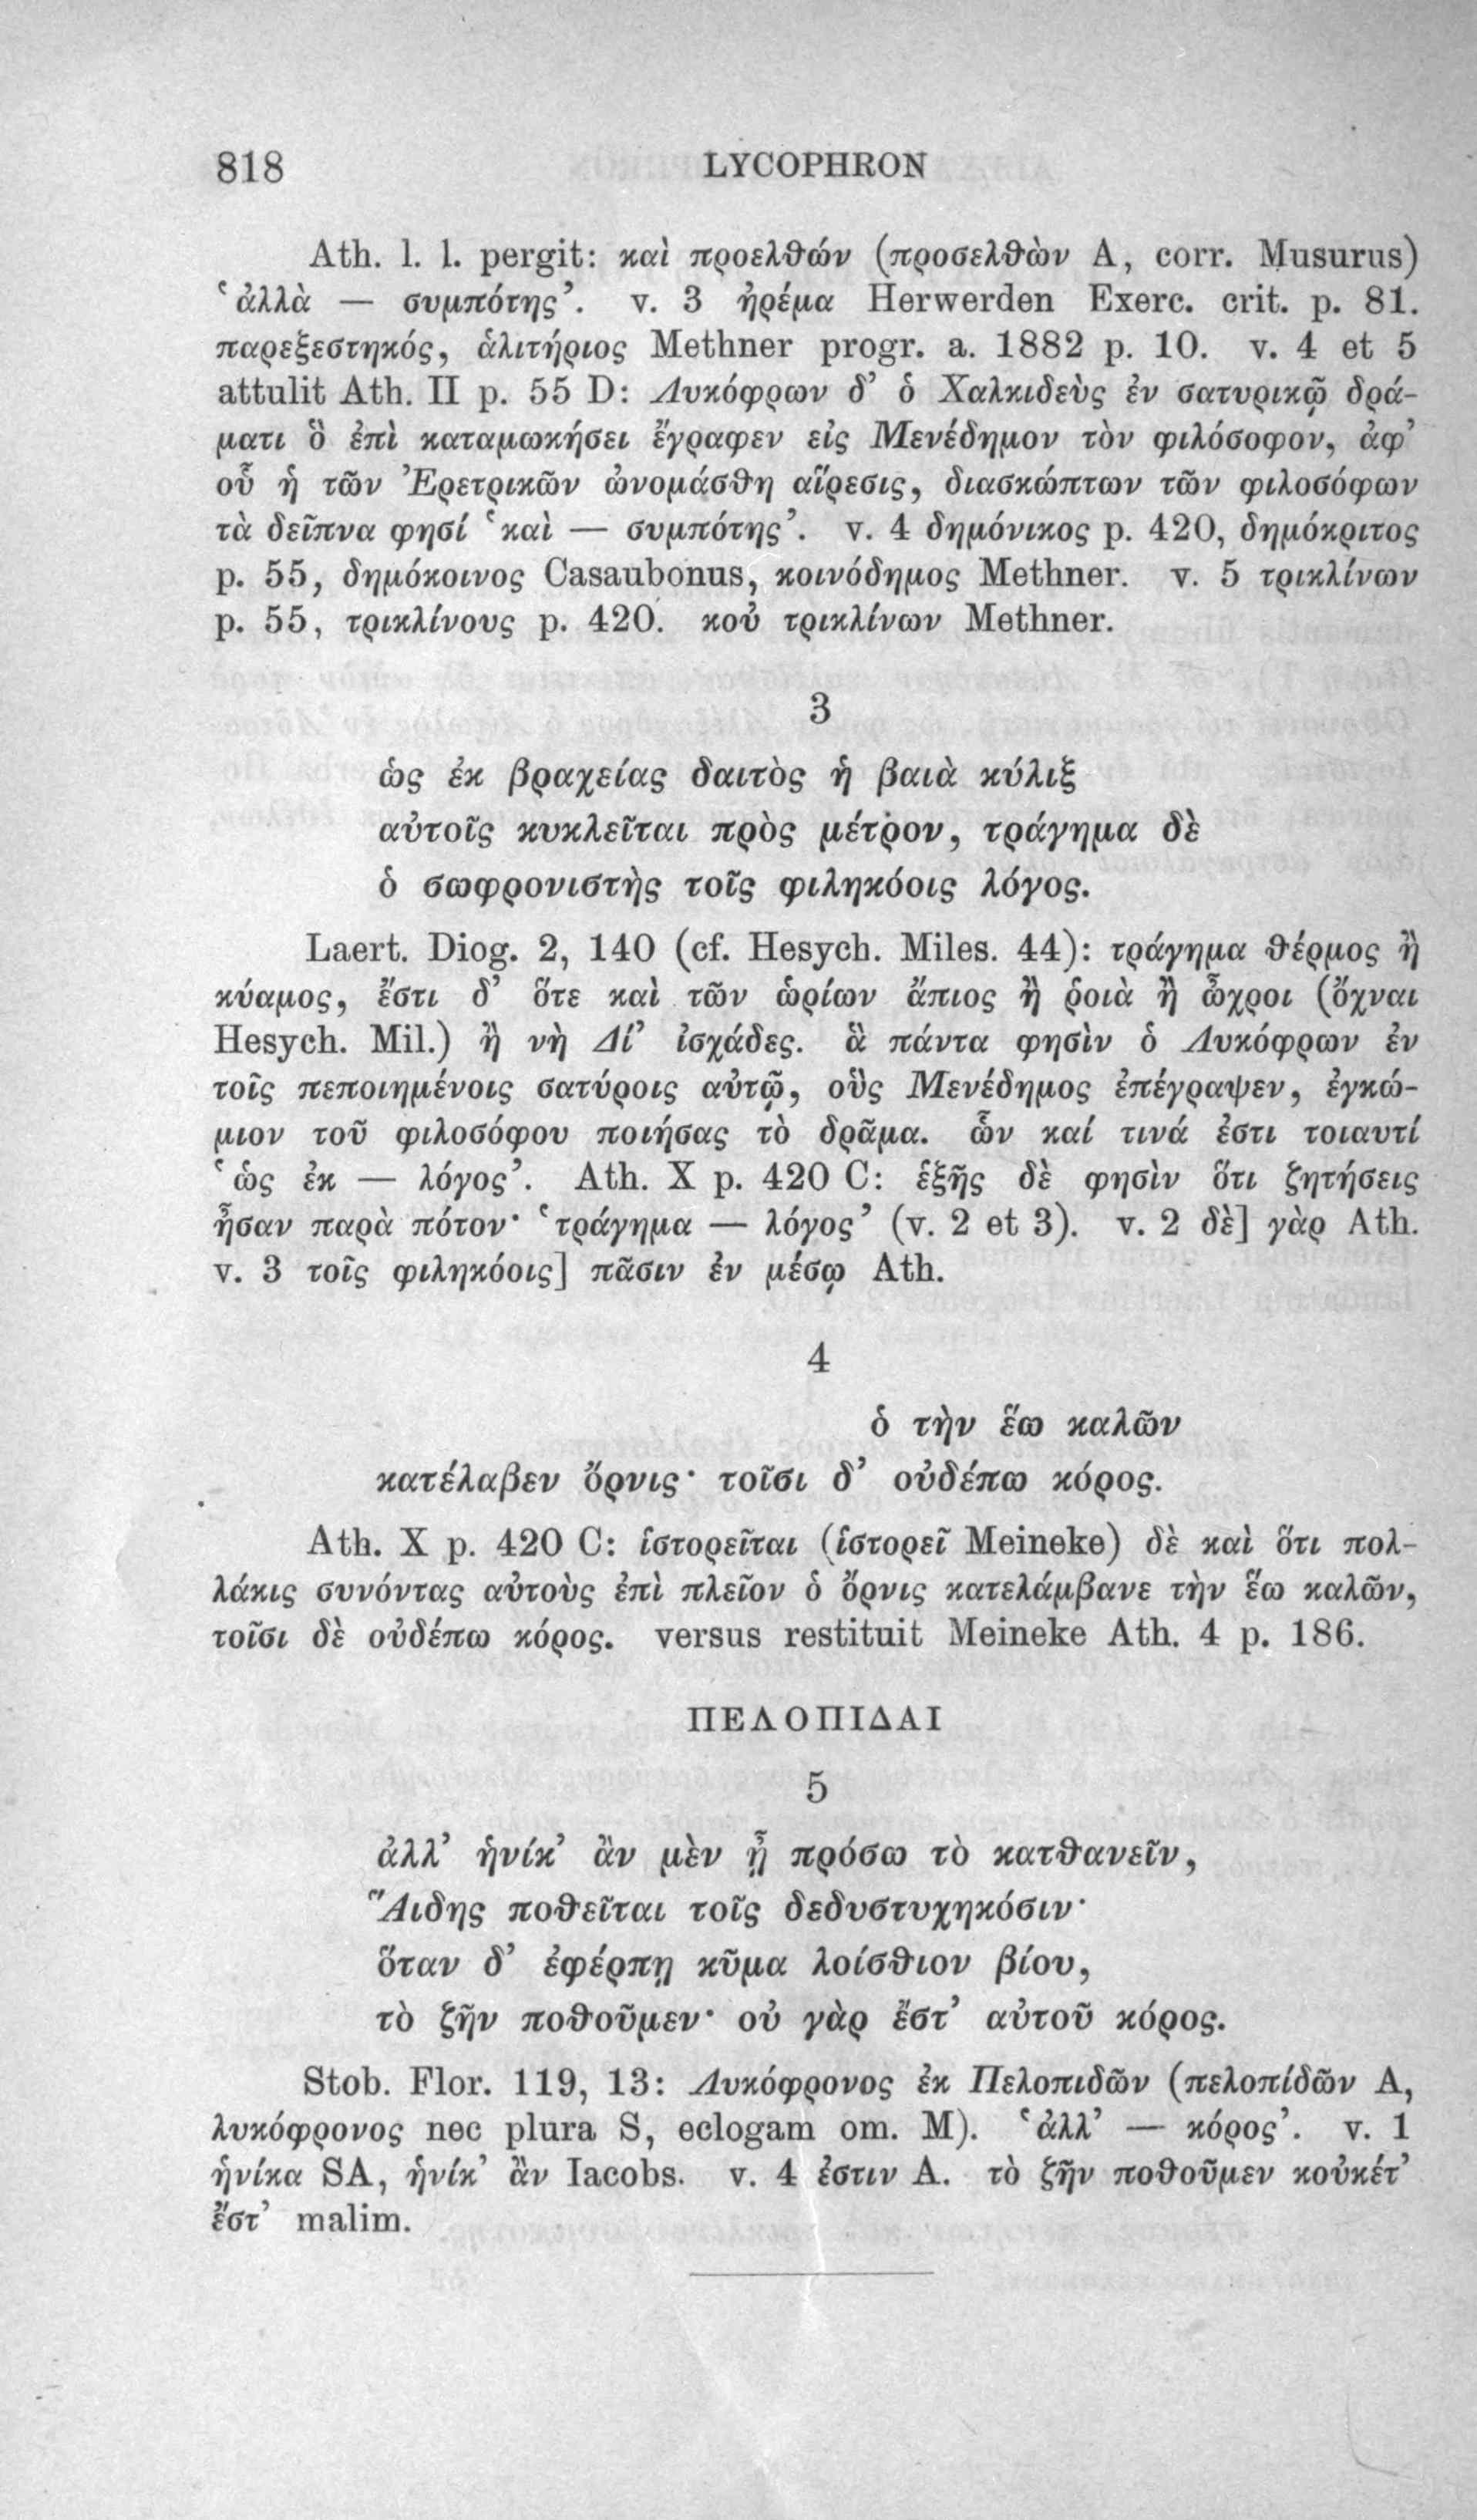 818 LYCOPHRON
Ath. l. l. pergit: καὶ προελθών (προσελθὼν A, corr. Musurus)
‘ἀλλὰ — συμπότης’. v. 3 ἠρέμα Herwerden Exerc. crit. p. 81.
παρεξεστηκός, ἁλιτήριος Methner progr. a. 1882 p. 10. v. 4 et 5
attulit Ath. II p. 55 D: Λυκόφρων δ’ ὁ Χαλκιδεὺς ἐν σατυρικῷ δρά-
ματι ὃ ἐπὶ καταμωκήσει ἔγραφεν εἰς Μενέδημον τὸν φιλόσοφον, ἀφ’
οὗ ἡ τῶν Ἐρετρικῶν ὠνομάσθη αἵρεσις, διασκώπτων τῶν φιλοσόφων
τὰ δεῖπνα φησί ‘καὶ — συμπότης’. v. 4 δημόνικος p. 420, δημόκριτος
p. 55, δημόκοινος Casaubonus, κοινόδημος Methner. v. 5 τρικλίνων
p. 55, τρικλίνους p. 420. κοὐ τρικλίνων Methner.
3
ὡς ἐκ βραχείας δαιτὸς ἡ βαιὰ κύλιξ
αὐτοῖς κυκλεῖται πρὸς μέτρον, τράγημα δὲ
ὁ σωφρονιστὴς τοῖς φιληκόοις λόγος.
Laert. Diog. 2, 140 (cf. Hesych. Miles. 44): τράγημα θέρμος ἢ
κύαμος, ἔστι δ’ ὅτε καὶ τῶν ὡρίων ἄπιος ἢ ῥοιὰ ἢ ὦχροι (ὄχναι
Hesych. Mil.) ἢ νὴ Δί’ ἰσχάδες. ἃ πάντα φησὶν ὁ Λυκόφρων ἐν
τοῖς πεποιημένοις σατύροις αὐτῷ, οὓς Μενέδημος ἐπέγραψεν, ἐγκώ-
μιον τοῦ φιλοσόφου ποιήσας τὸ δρᾶμα. ὧν καί τινά ἐστι τοιαυτί
‘ὡς ἐκ — λόγος’. Ath. X p. 420 C: ἑξῆς δὲ φησὶν ὅτι ζητήσεις
ἦσαν παρὰ πότον· ‘τράγημα — λόγος’ (v. 2 et 3). v. 2 δὲ] γὰρ Ath.
v. 3 τοῖς φιληκόοις] πᾶσιν ἐν μέσῳ Ath.
4
ὁ τὴν ἕω καλῶν
κατέλαβεν ὄρνις· τοῖσι δ’ οὐδέπω κόρος.
Ath. X p. 420 C: ἱστορεῖται (ἱστορεῖ Meineke) δὲ καὶ ὅτι πολ-
λάκις συνόντας αὐτοὺς ἐπὶ πλεῖον ὁ ὄρνις κατελάμβανε τὴν ἕω καλῶν,
τοῖσι δὲ οὐδέπω κόρος. versus restituit Meineke Ath. 4 p. 186.
ΠΕΛΟΠΙΔΑΙ
5
ἀλλ’ ἡνίκ’ ἂν μὲν ᾖ πρόσω τὸ κατθανεῖν,
Ἅιδης ποθεῖται τοῖς δεδυστυχηκόσιν·
ὅταν δ’ ἐφέρπῃ κῦμα λοίσθιον βίου,
τὸ ζῆν ποθοῦμεν· οὐ γὰρ ἔστ’ αὐτοῦ κόρος.
Stob. Flor. 119, 13: Λυκόφρονος ἐκ Πελοπιδῶν (πελοπίδῶν A,
λυκόφρονος nec plura S, eclogam om. M). ‘ἀλλ’ — κόρος’. v. 1
ἡνίκα SA, ἡνίκ’ ἂν Iacobs. v. 4 ἐστιν A. τὸ ζῆν ποθοῦμεν κοὐκέτ’
ἔστ’ malim.